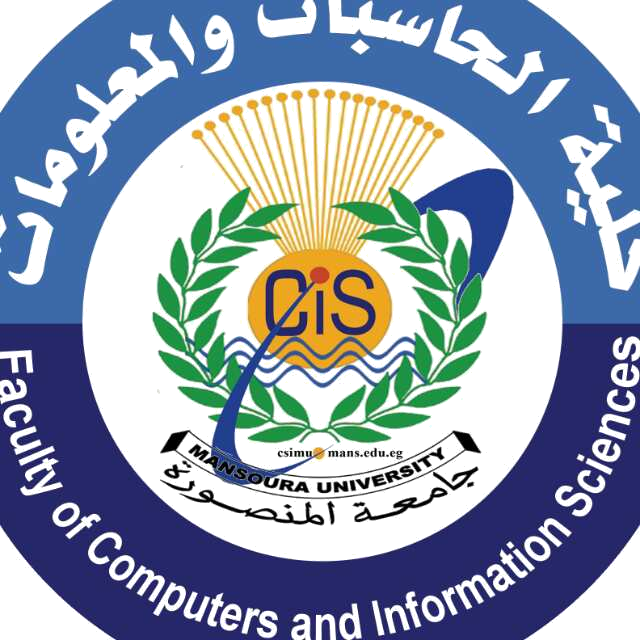 كلية الحاسبات والمعلومات
CiS
csimu@mans.edu.eg
MANSOURA UNIVERSITY
جامعة المنصورة
Faculty of Computers and Information Sciences